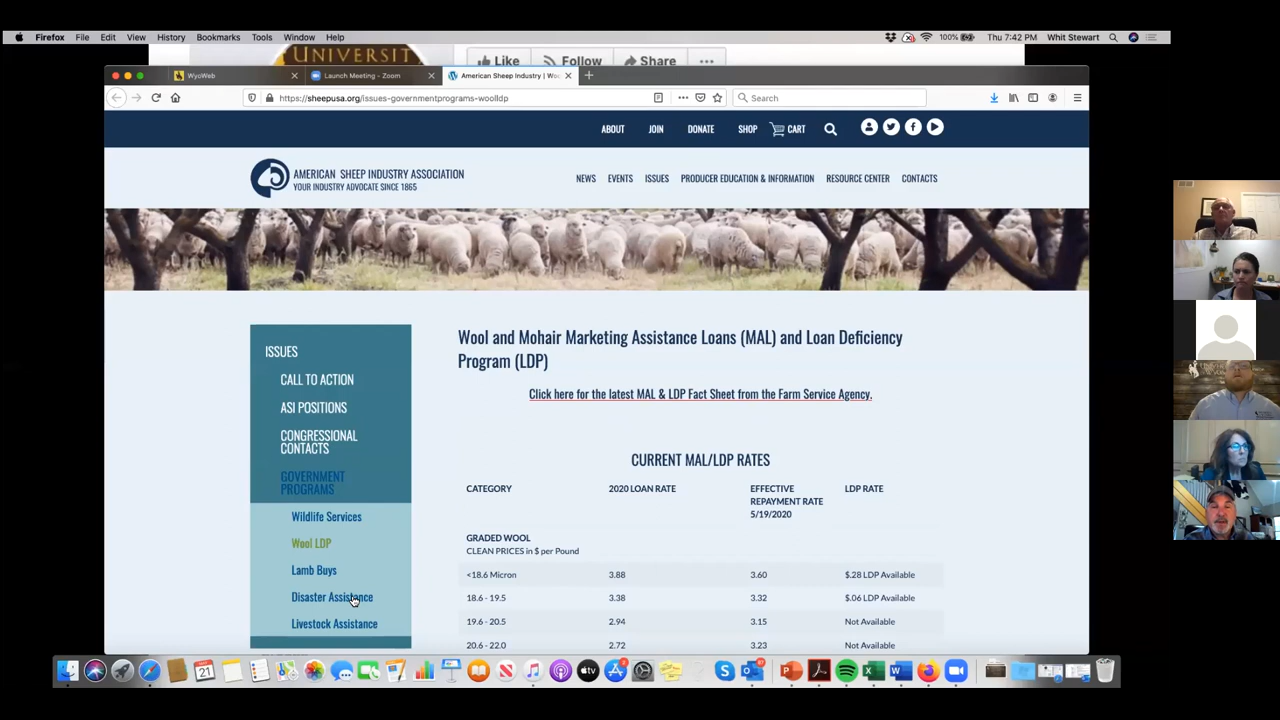 Firefox File Edit View History Bookmarks Tools Window Help
100% Thu 7:42 PM Whit Stewart
UNIVERSIT
Like Follow Share
WyoWeb
Launch Meeting - Zoom
American Sheep Industry | Woo
https://sheepusa.org/issues-governmentprograms-woolldp
Search
ABOUT JOIN DONATE SHOP CART
AMERICAN SHEEP INDUSTRY ASSOCIATION
YOUR INDUSTRY ADVOCATE SINCE 1865
NEWS EVENTS ISSUES PRODUCER EDUCATION & INFORMATION RESOURCE CENTER CONTACTS
ISSUES
CALL TO ACTION
ASI POSITIONS
CONGRESSIONAL
CONTACTS
GOVERNMENT
PROGRAMS
Wildlife Services
Wool LDP
Lamb Buys
Disaster Assistance
Livestock Assistance
Wool and Mohair Marketing Assistance Loans (MAL) and Loan Deficiency
Program (LDP)
Click here for the latest MAL & LDP Fact Sheet from the Farm Service Agency.
CURRENT MAL/LDP RATES
CATEGORY 2020 LOAN RATE EFFECTIVE REPAYMENT RATE 5/19/2020 LDP RATE
GRADED WOOL
CLEAN PRICES in $ per Pound
<18.6 Micron 3.88 3.60 $.28 LDP Available
18.6 - 19.5 3.38 3.32 $.06 LDP Available
19.6 - 20.5 2.94 3.15 Not Available
20.6 - 22.0 2.72 3.23 Not Available
21